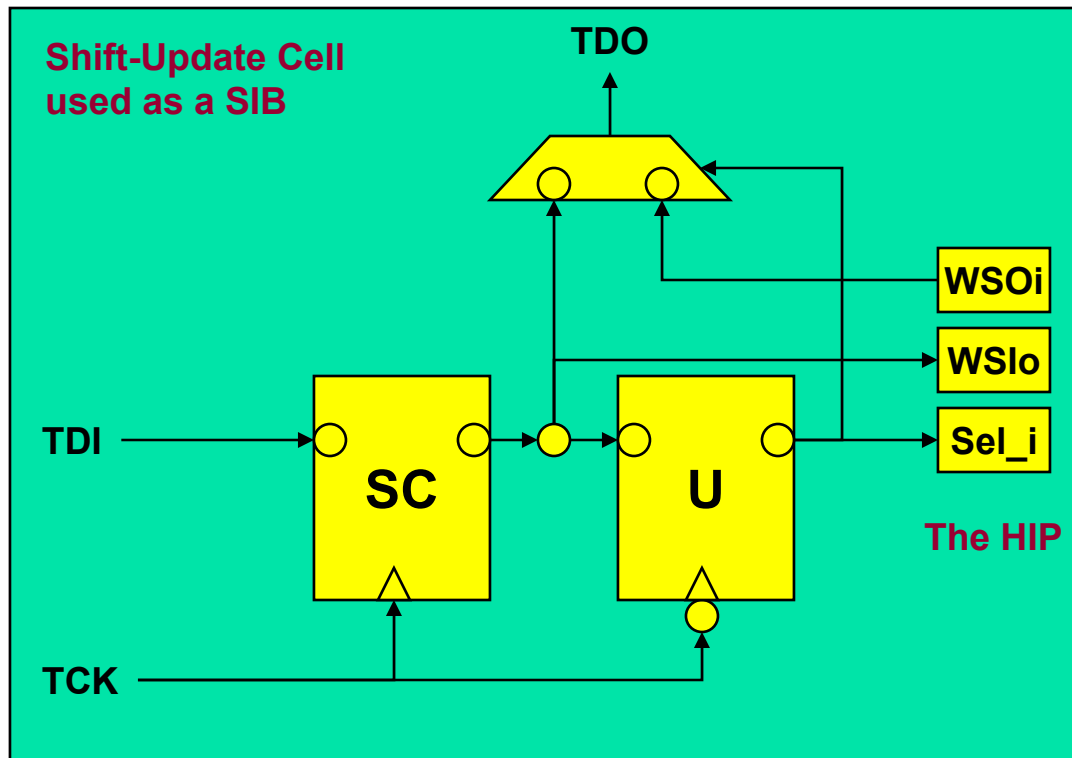 Shift-Update Cell
used as a SIB
TDO
WSOi
WSIo
TDI
SC
U
Sel_i
The HIP
TCK